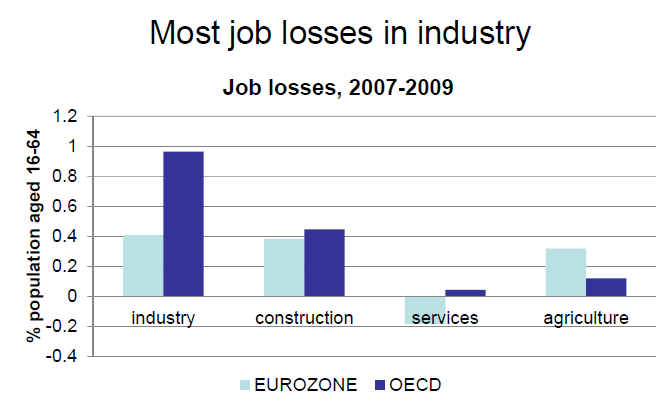 Most job losses in industry
Job losses, 2007-2009
% population aged 16-64
1.2
1
0.8
0.6
0.4
0.2
0
-0.2
-0.4
industry
construction
services
agriculture
EUROZONE
OECD